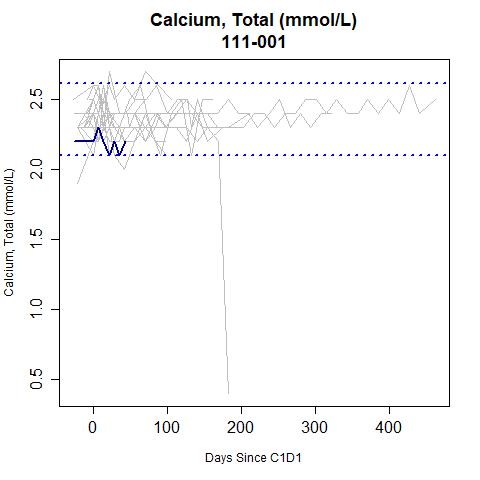 Calcium, Total (mmol/L)
111-001
Calcium, Total (mmol/L)
2.5
2.0
1.5
1.0
0.5
0 100 200 300 400
Days Since C1D1